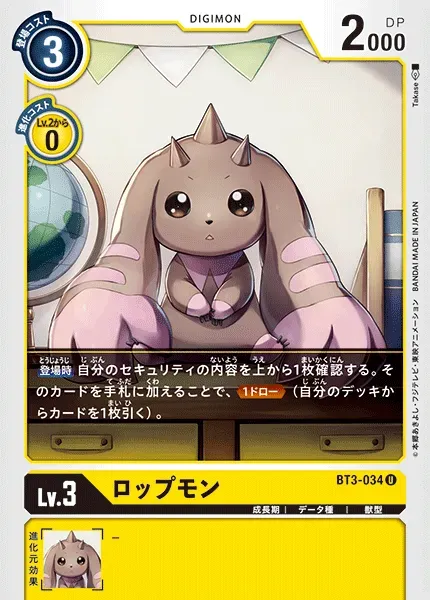 DIGIMON
登場コスト
3
DP
2000
進化コスト
Lv.2から
0
Takase
©本郷あきよし・フジテレビ・東映アニメーション BANDAI MADE IN JAPAN
登場時 自分のセキュリティの内容を上から1枚確認する。そ
のカードを手札に加えることで、1ドロー（自分のデッキか
らカードを1枚引く）。
BT3-034 U
Lv.3 ロップモン
成長期 | データ種 | 獣型
進化元効果
－